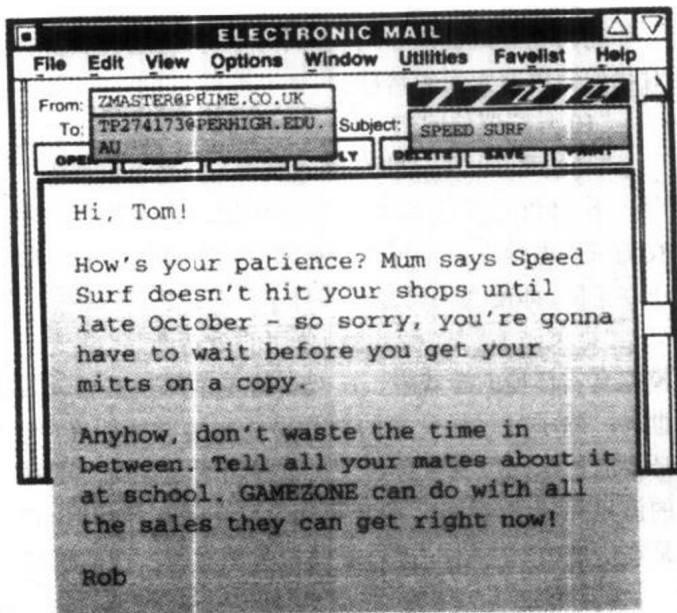 ELECTRONIC MAIL
File Edit View Options Window Utilities Favelist Help
From: ZMASTER@PRIME.CO.UK
To: TP274173@PERHIGH.EDU.
AU
Subject: SPEED SURF
DELETE SAVE PRINT
Hi, Tom!
How's your patience? Mum says Speed
Surf doesn't hit your shops until
late October – so sorry, you're gonna
have to wait before you get your
mitts on a copy.
Anyhow, don't waste the time in
between. Tell all your mates about it
at school. GAMEZONE can do with all
the sales they can get right now!
Rob